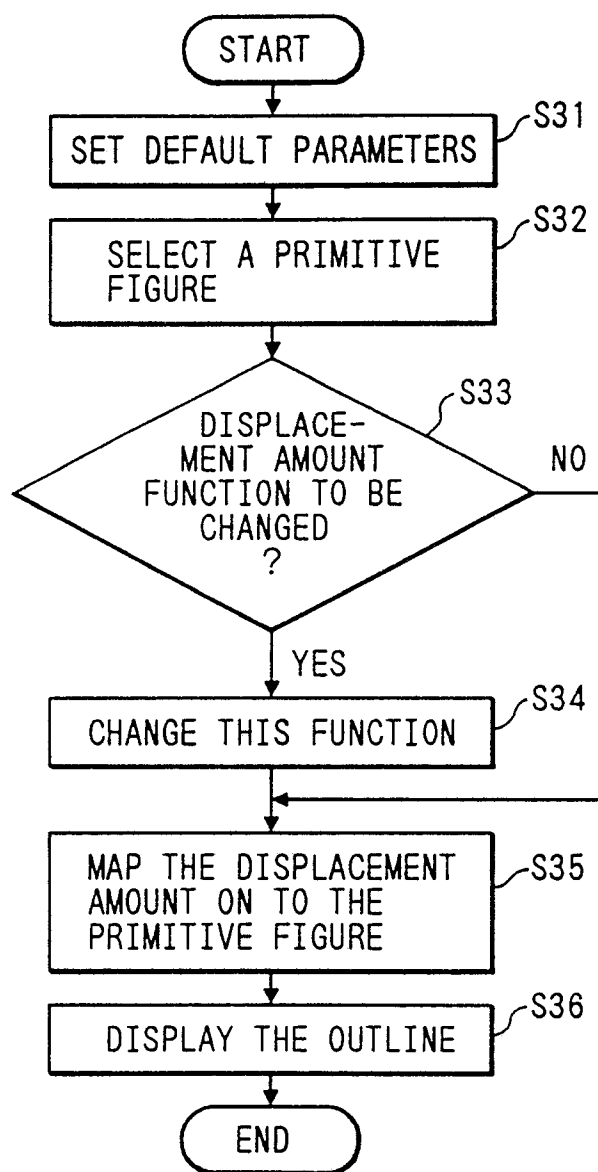 START
S31
SET DEFAULT PARAMETERS
S32
SELECT A PRIMITIVE
FIGURE
S33
DISPLACE-
MENT AMOUNT
FUNCTION TO BE
CHANGED
?
NO
YES
S34
CHANGE THIS FUNCTION
MAP THE DISPLACEMENT
AMOUNT ON TO THE
PRIMITIVE FIGURE
S35
S36
DISPLAY THE OUTLINE
END